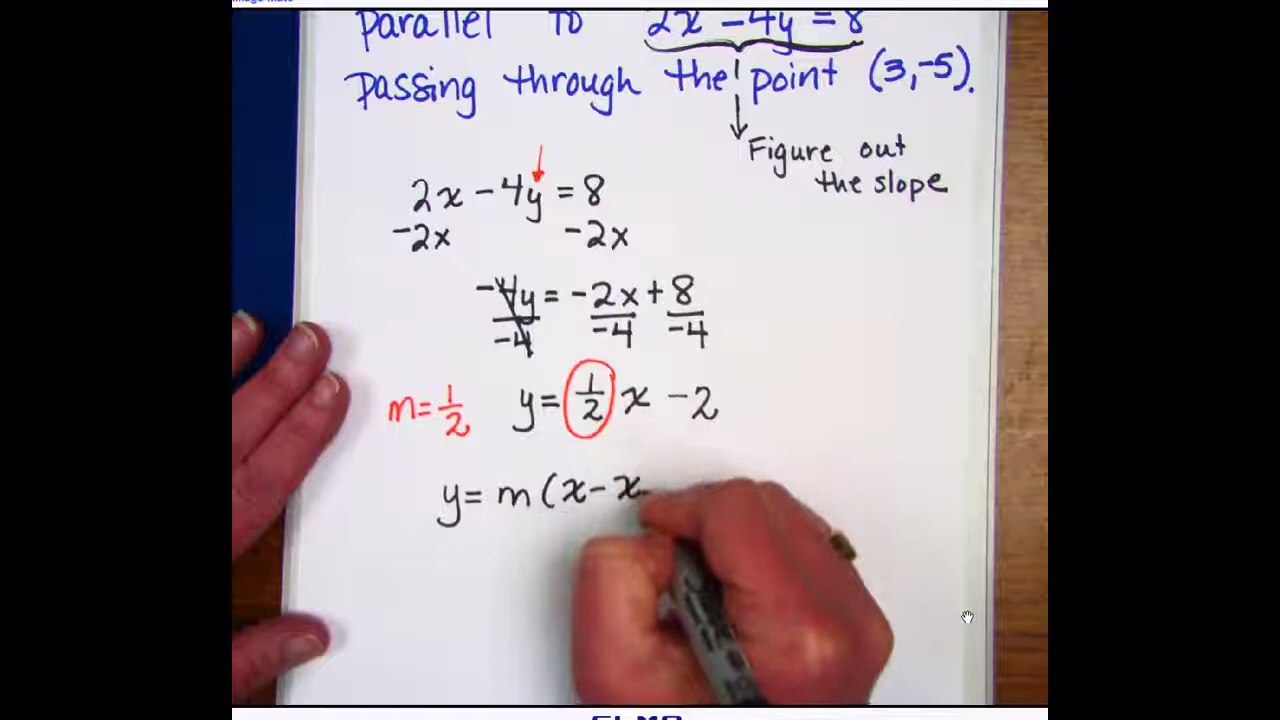 parallel to 2x - 4y = 8
passing through the point (3,-5).
Figure out
the slope
2x - 4y = 8
-2x -2x
-4y = -2x + 8
-4 -4 -4
m = 1/2 y = 1/2 x - 2
y = m (x - x